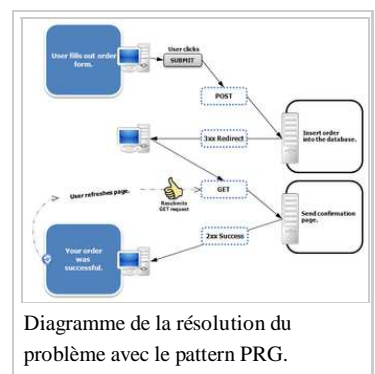 User fills out order
form.
User clicks
SUBMIT
POST
3xx Redirect
Insert order
into the database.
User refreshes page.
Resubmits
GET request
GET
Send confirmation
page.
2xx Success
Your order
was
successful.
Diagramme de la résolution du
problème avec le pattern PRG.